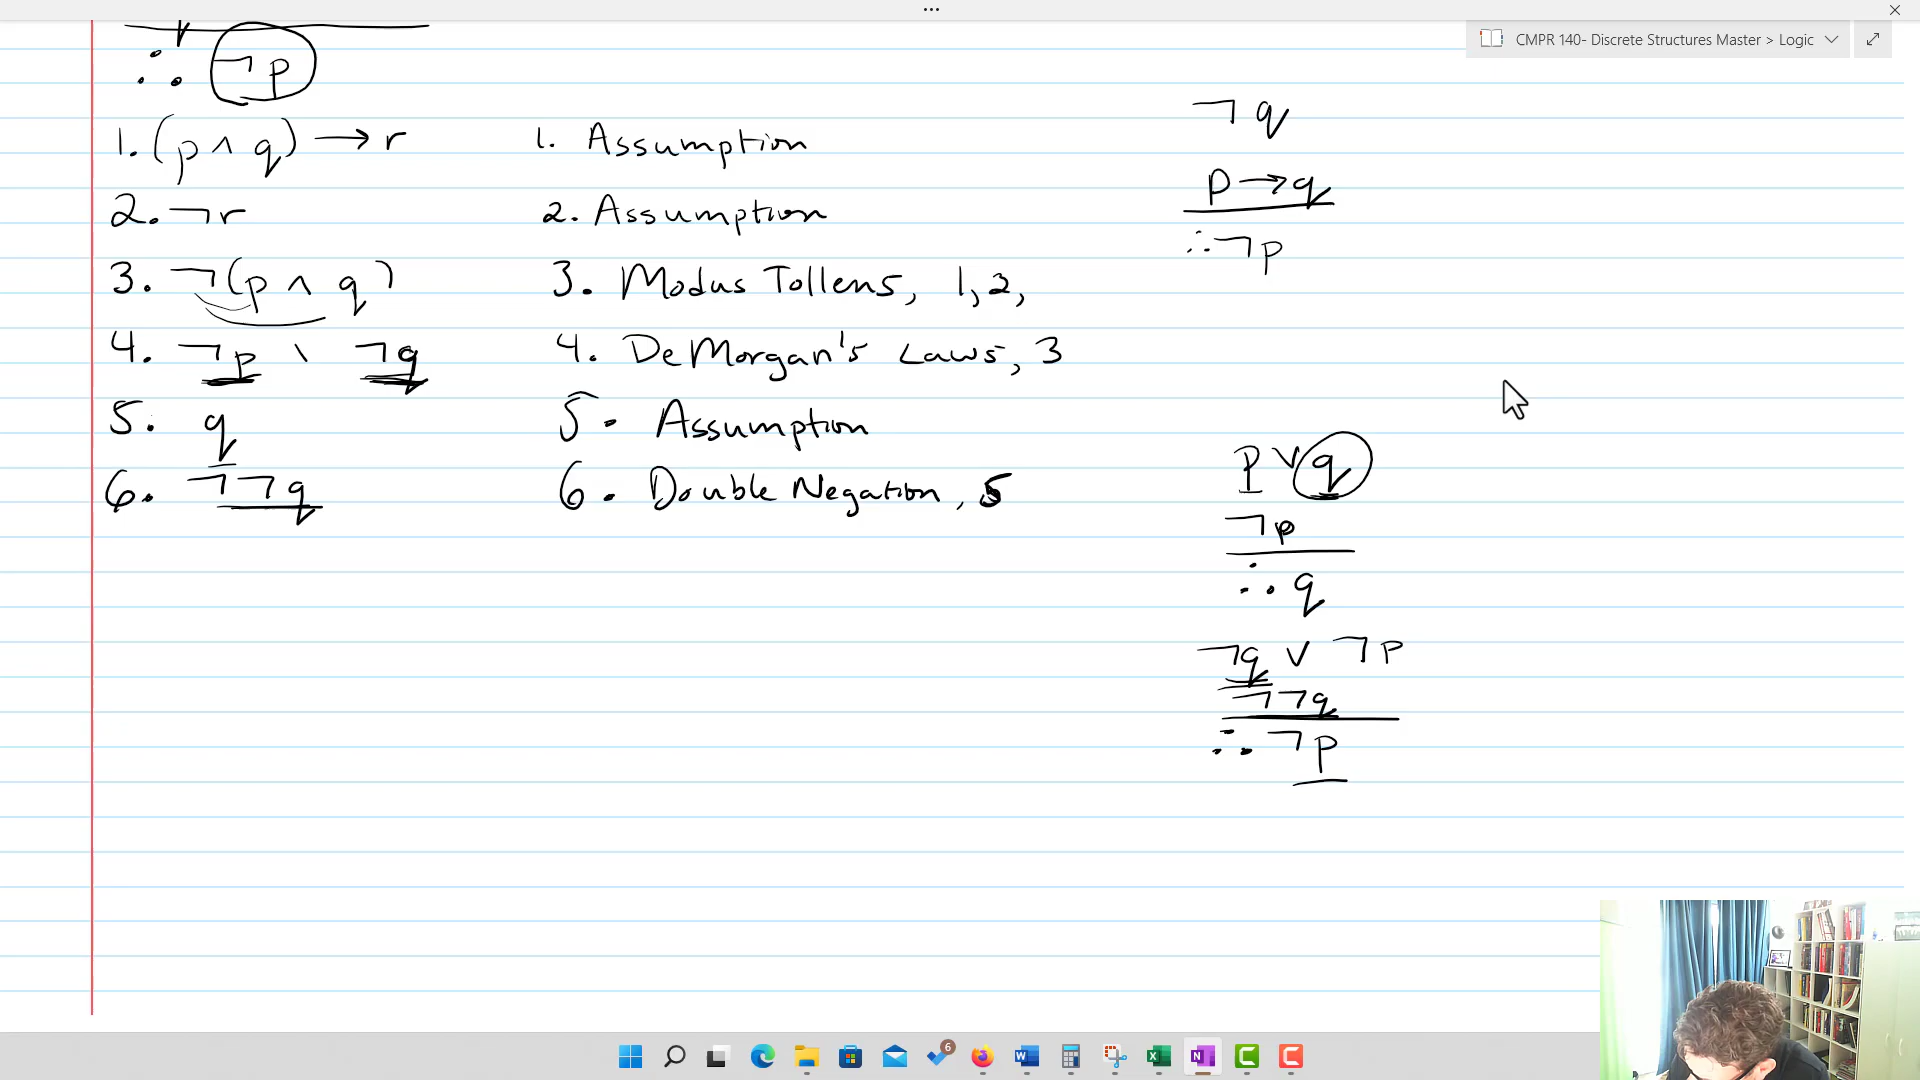 CMPR 140- Discrete Structures Master > Logic
∴ ¬p
1. (p ∧ q) → r 1. Assumption
2. ¬r 2. Assumption
3. ¬(p ∧ q) 3. Modus Tollens, 1,2,
4. ¬p \ ¬q 4. DeMorgan's Laws, 3
5. q 5. Assumption
6. ¬¬q 6. Double Negation, 5
¬q
p → q
∴ ¬p
p ∨ q
¬p
∴ q
¬q ∨ ¬p
¬¬q
∴ ¬p
6